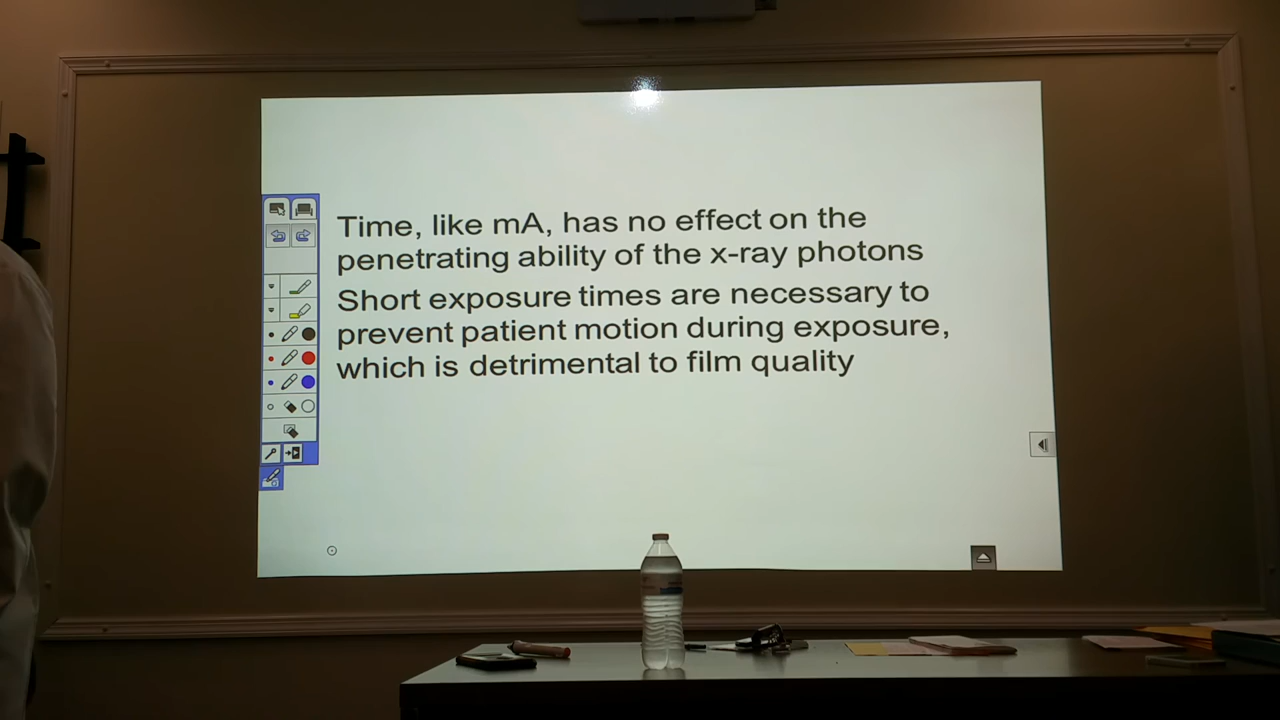 Time, like mA, has no effect on the
penetrating ability of the x-ray photons
Short exposure times are necessary to
prevent patient motion during exposure,
which is detrimental to film quality